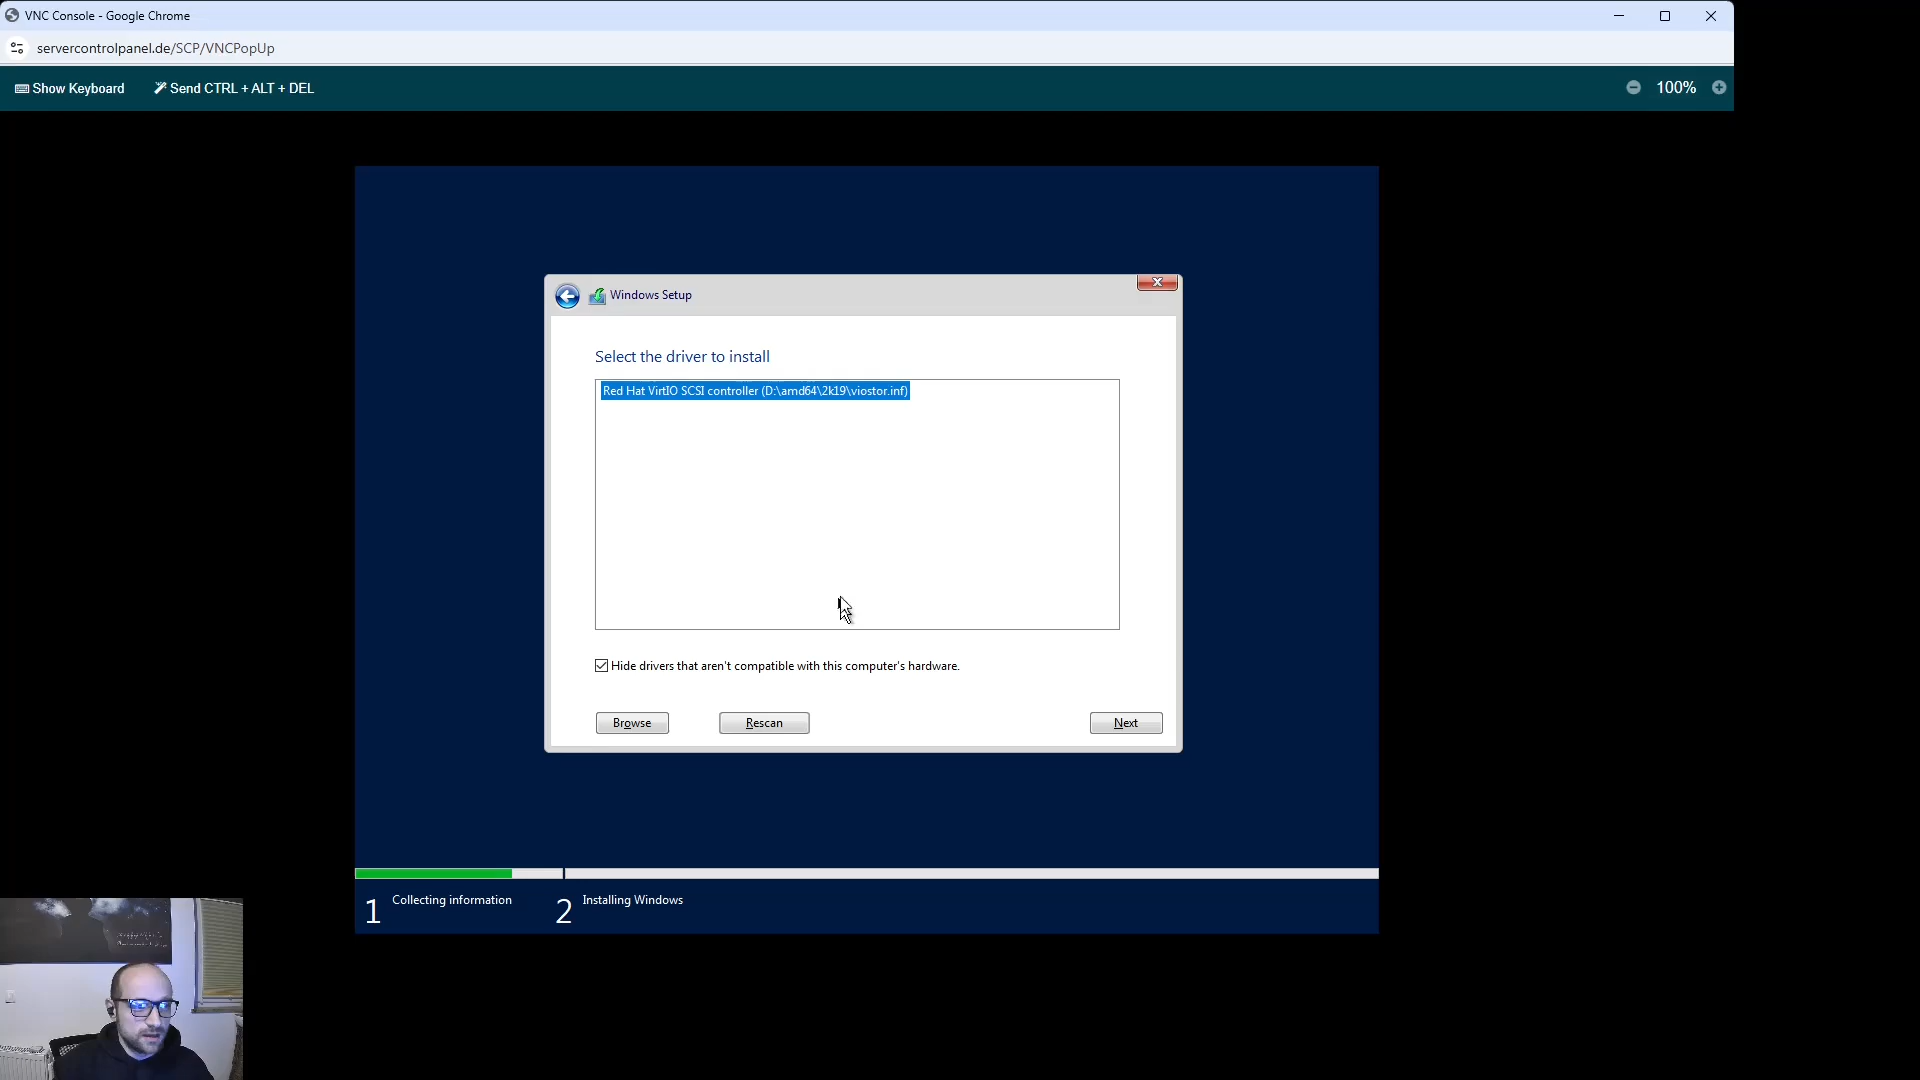 VNC Console - Google Chrome
servercontrolpanel.de/SCP/VNCPopUp
Show Keyboard
Send CTRL + ALT + DEL
100%
Windows Setup
Select the driver to install
Red Hat VirtIO SCSI controller (D:\amd64\2k19\viostor.inf)
Hide drivers that aren't compatible with this computer's hardware.
Browse
Rescan
Next
1
Collecting information
2
Installing Windows